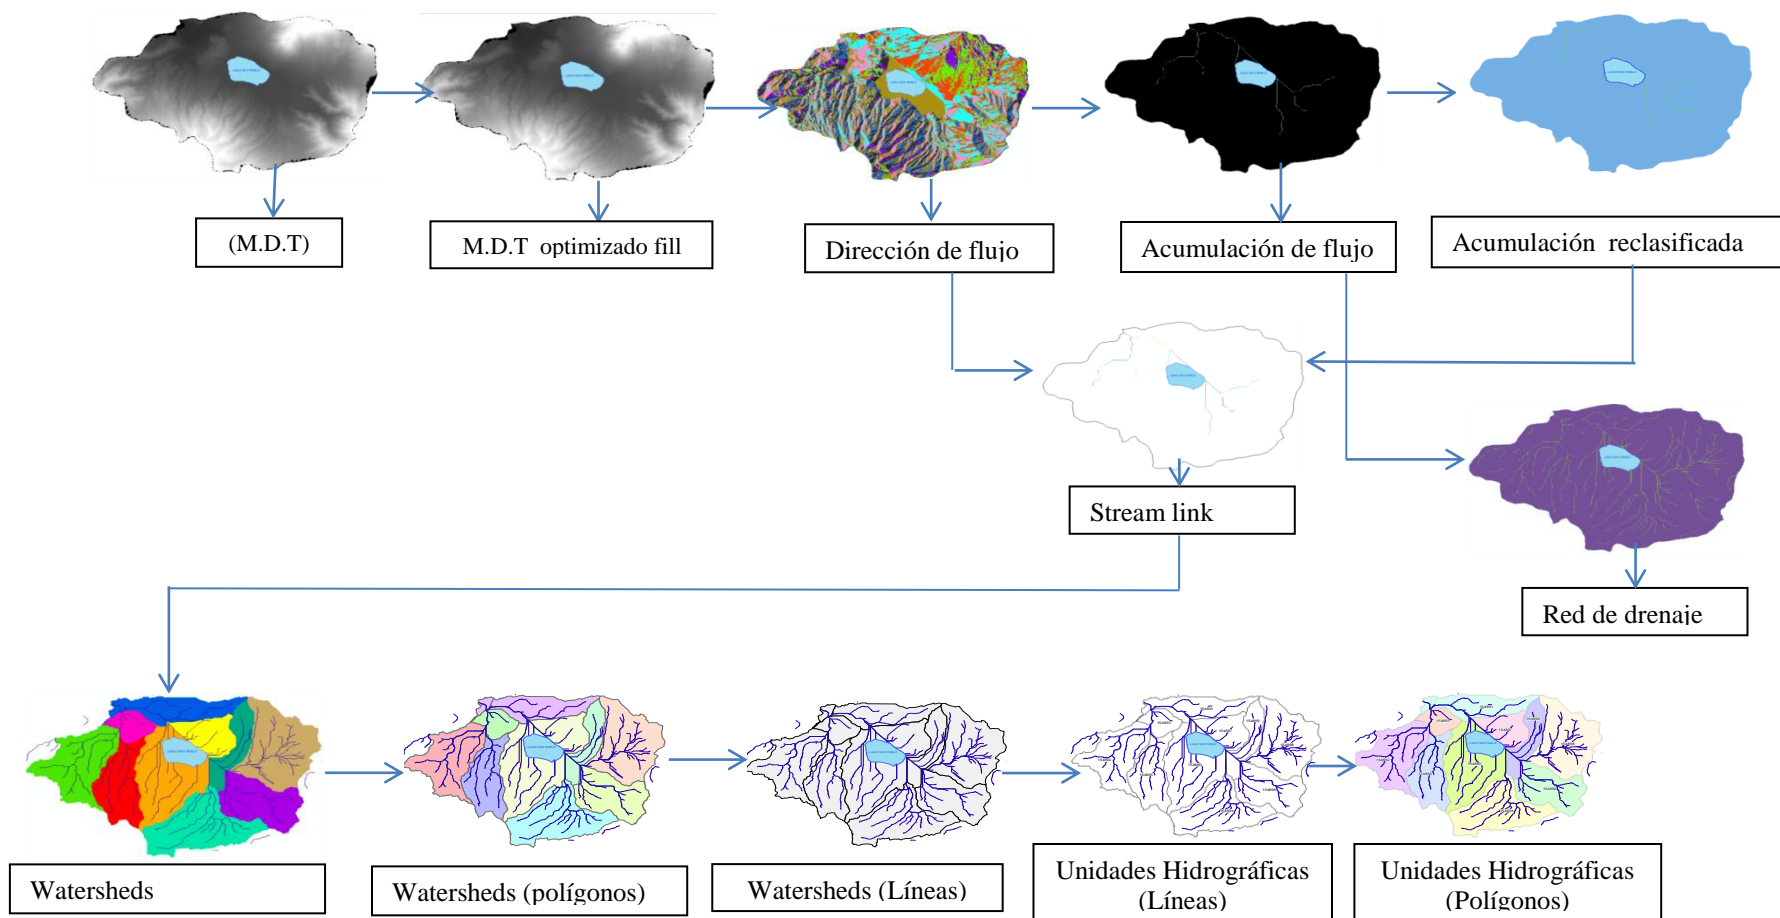 (M.D.T)
M.D.T optimizado fill
Dirección de flujo
Acumulación de flujo
Acumulación reclasificada
Stream link
Red de drenaje
Watersheds
Watersheds (polígonos)
Watersheds (Líneas)
Unidades Hidrográficas
(Líneas)
Unidades Hidrográficas
(Polígonos)